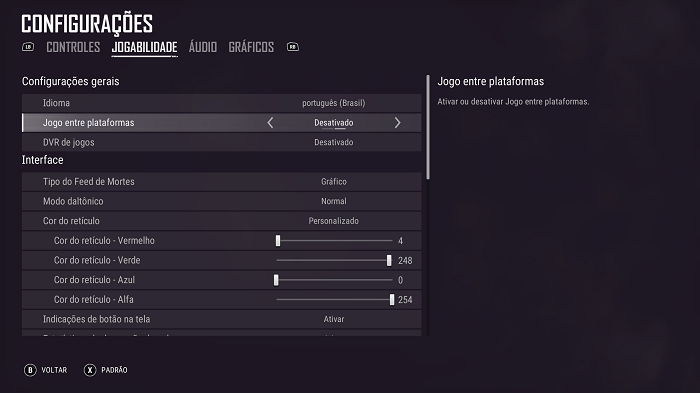 CONFIGURAÇÕES
LB CONTROLES JOGABILIDADE ÁUDIO GRÁFICOS RB
Configurações gerais
Idioma português (Brasil)
Jogo entre plataformas Desativado
DVR de jogos Desativado
Interface
Tipo do Feed de Mortes Gráfico
Modo daltônico Normal
Cor do retículo Personalizado
Cor do retículo - Vermelho 4
Cor do retículo - Verde 248
Cor do retículo - Azul 0
Cor do retículo - Alfa 254
Indicações de botão na tela Ativar
Jogo entre plataformas
Ativar ou desativar Jogo entre plataformas.
B VOLTAR X PADRÃO